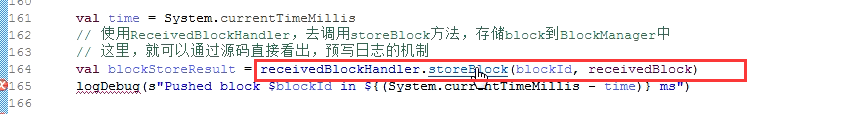 160
161 val time = System.currentTimeMillis
162 // 使用ReceivedBlockHandler，去调用storeBlock方法，存储block到BlockManager中
163 // 这里，就可以通过源码直接看出，预写日志的机制
164 val blockStoreResult = receivedBlockHandler.storeBlock(blockId, receivedBlock)
165 logDebug(s"Pushed block $blockId in ${(System.currentTimeMillis - time)} ms")
166